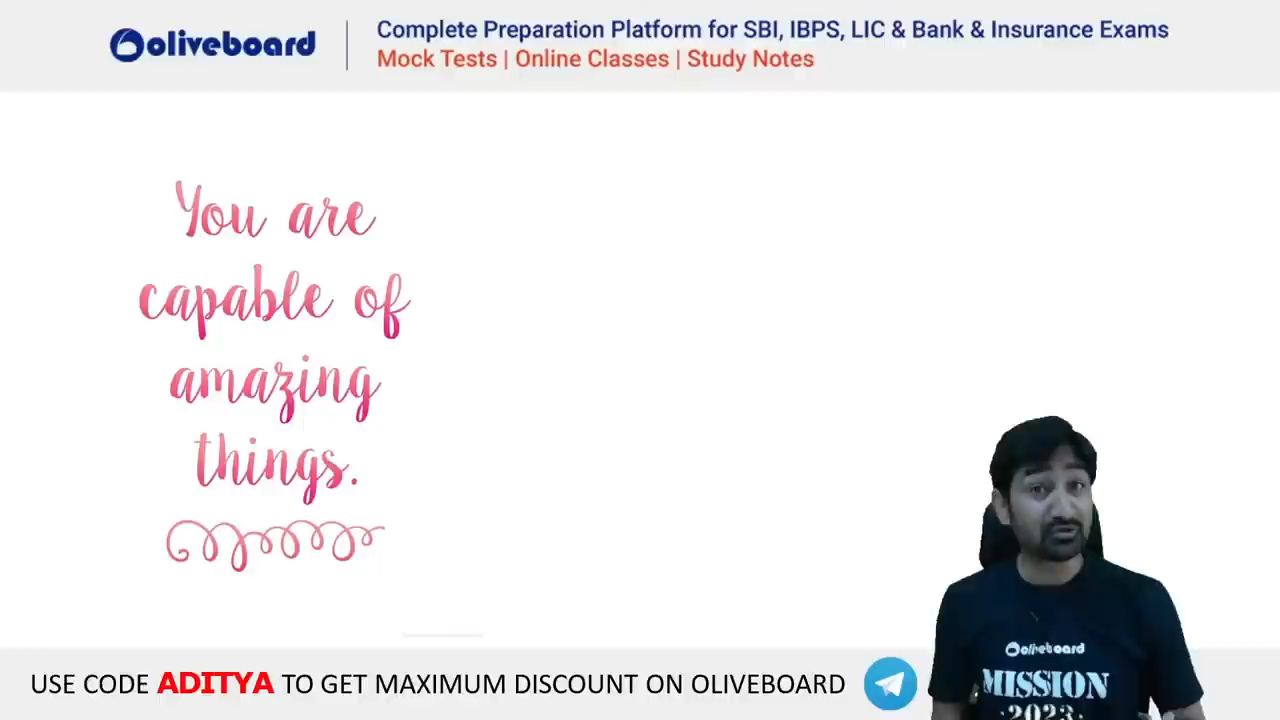 oliveboard
Complete Preparation Platform for SBI, IBPS, LIC & Bank & Insurance Exams
Mock Tests | Online Classes | Study Notes
You are
capable of
amazing
things.
oliveboard
MISSION
·2023·
USE CODE ADITYA TO GET MAXIMUM DISCOUNT ON OLIVEBOARD